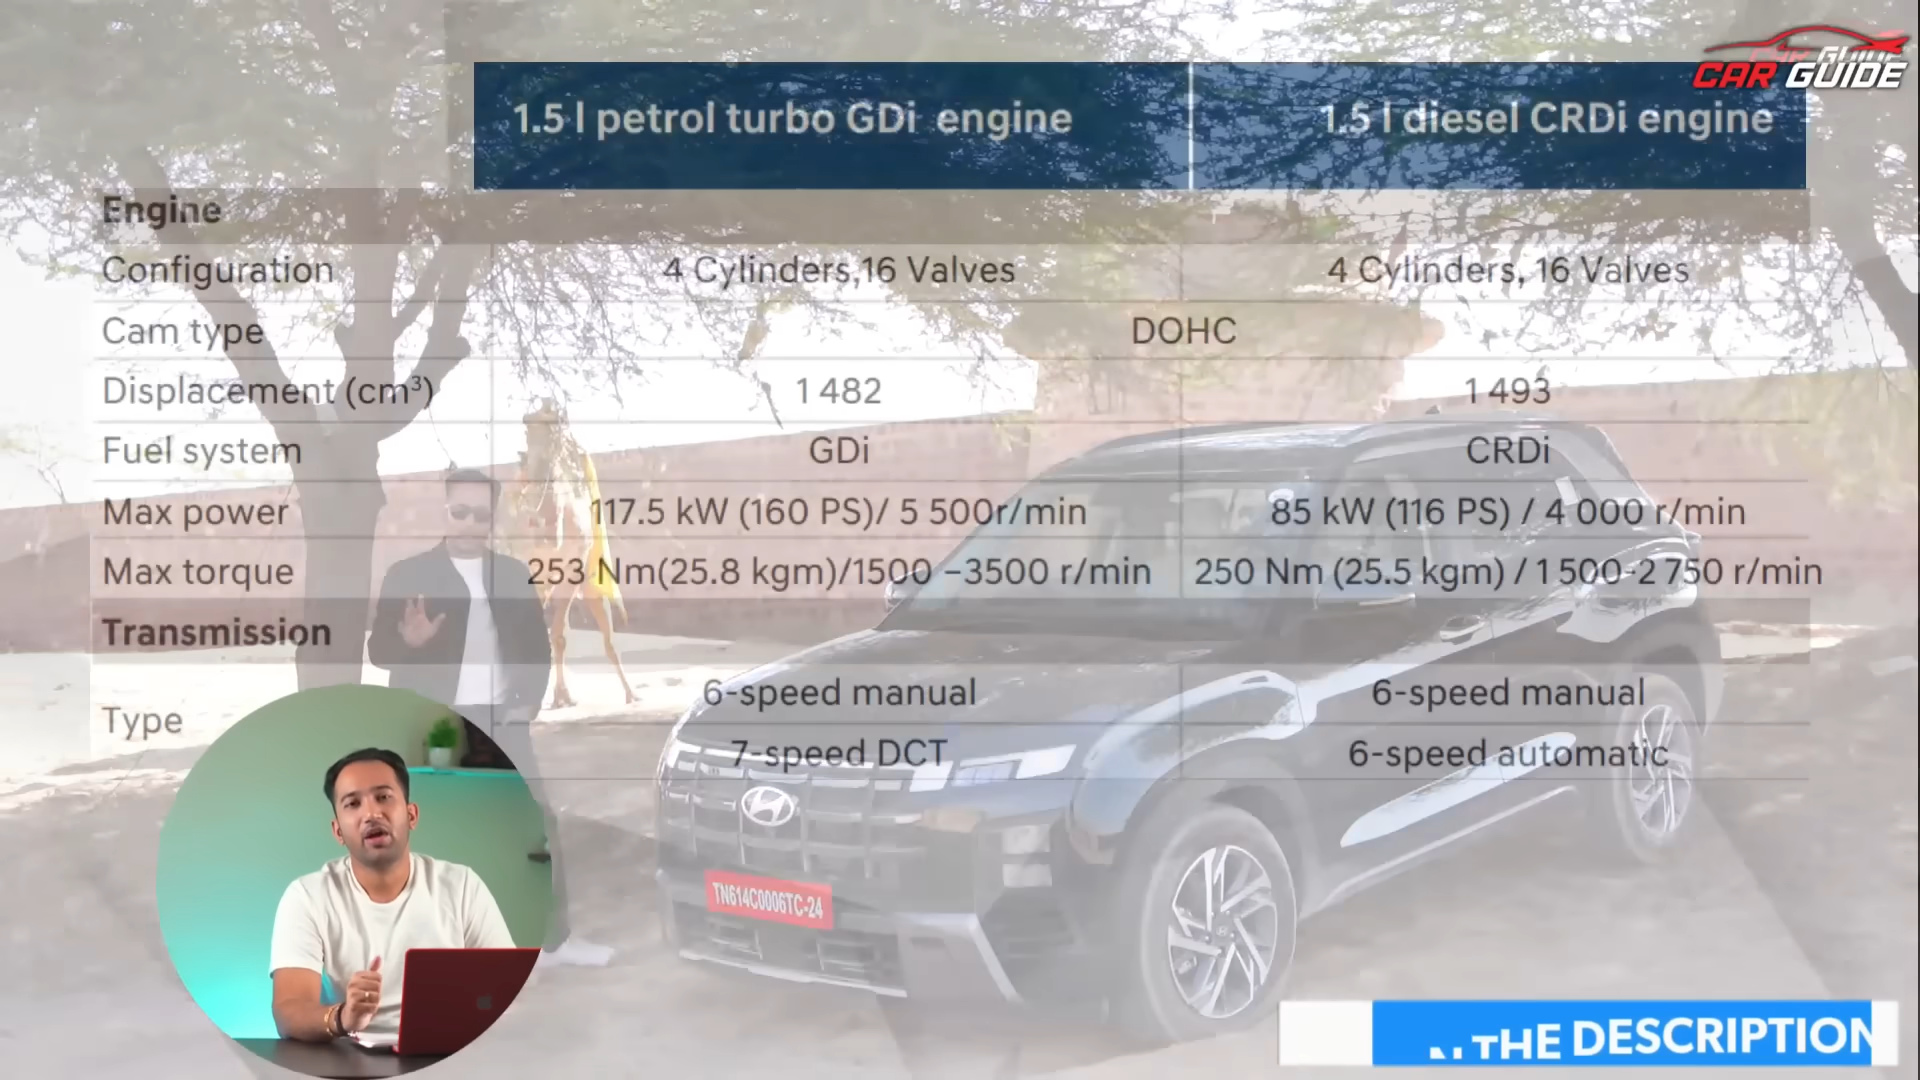 CAR GUIDE
1.5 l petrol turbo GDi engine
1.5 l diesel CRDi engine
Engine
Configuration
4 Cylinders,16 Valves
4 Cylinders, 16 Valves
Cam type
DOHC
Displacement (cm³)
1 482
1 493
Fuel system
GDi
CRDi
Max power
117.5 kW (160 PS)/ 5 500r/min
85 kW (116 PS) / 4 000 r/min
Max torque
253 Nm(25.8 kgm)/1500 –3500 r/min
250 Nm (25.5 kgm) / 1 500-2 750 r/min
Transmission
Type
6-speed manual
6-speed manual
7-speed DCT
6-speed automatic
TN614C0006TC-24
THE DESCRIPTION